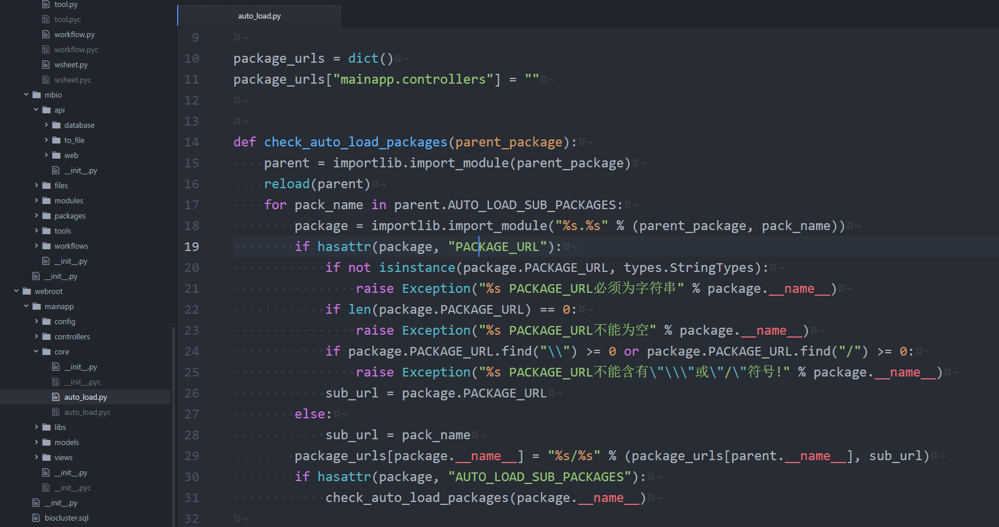 tool.py
tool.pyc
workflow.py
workflow.pyc
wsheet.py
wsheet.pyc
mbio
api
database
to_file
web
__init__.py
files
modules
packages
tools
workflows
__init__.py
__init__.py
webroot
mainapp
config
controllers
core
__init__.py
__init__.pyc
auto_load.py
auto_load.pyc
libs
models
views
__init__.py
__init__.pyc
__init__.py
biocluster.sql
auto_load.py
9
10 package_urls = dict()
11 package_urls["mainapp.controllers"] = ""
12
13
14 def check_auto_load_packages(parent_package):
15     parent = importlib.import_module(parent_package)
16     reload(parent)
17     for pack_name in parent.AUTO_LOAD_SUB_PACKAGES:
18         package = importlib.import_module("%s.%s" % (parent_package, pack_name))
19         if hasattr(package, "PACKAGE_URL"):
20             if not isinstance(package.PACKAGE_URL, types.StringTypes):
21                 raise Exception("%s PACKAGE_URL必须为字符串" % package.__name__)
22             if len(package.PACKAGE_URL) == 0:
23                 raise Exception("%s PACKAGE_URL不能为空" % package.__name__)
24             if package.PACKAGE_URL.find("\\") >= 0 or package.PACKAGE_URL.find("/") >= 0:
25                 raise Exception("%s PACKAGE_URL不能含有\"\\\"或\"/\"符号!" % package.__name__)
26             sub_url = package.PACKAGE_URL
27         else:
28             sub_url = pack_name
29         package_urls[package.__name__] = "%s/%s" % (package_urls[parent.__name__], sub_url)
30         if hasattr(package, "AUTO_LOAD_SUB_PACKAGES"):
31             check_auto_load_packages(package.__name__)
32